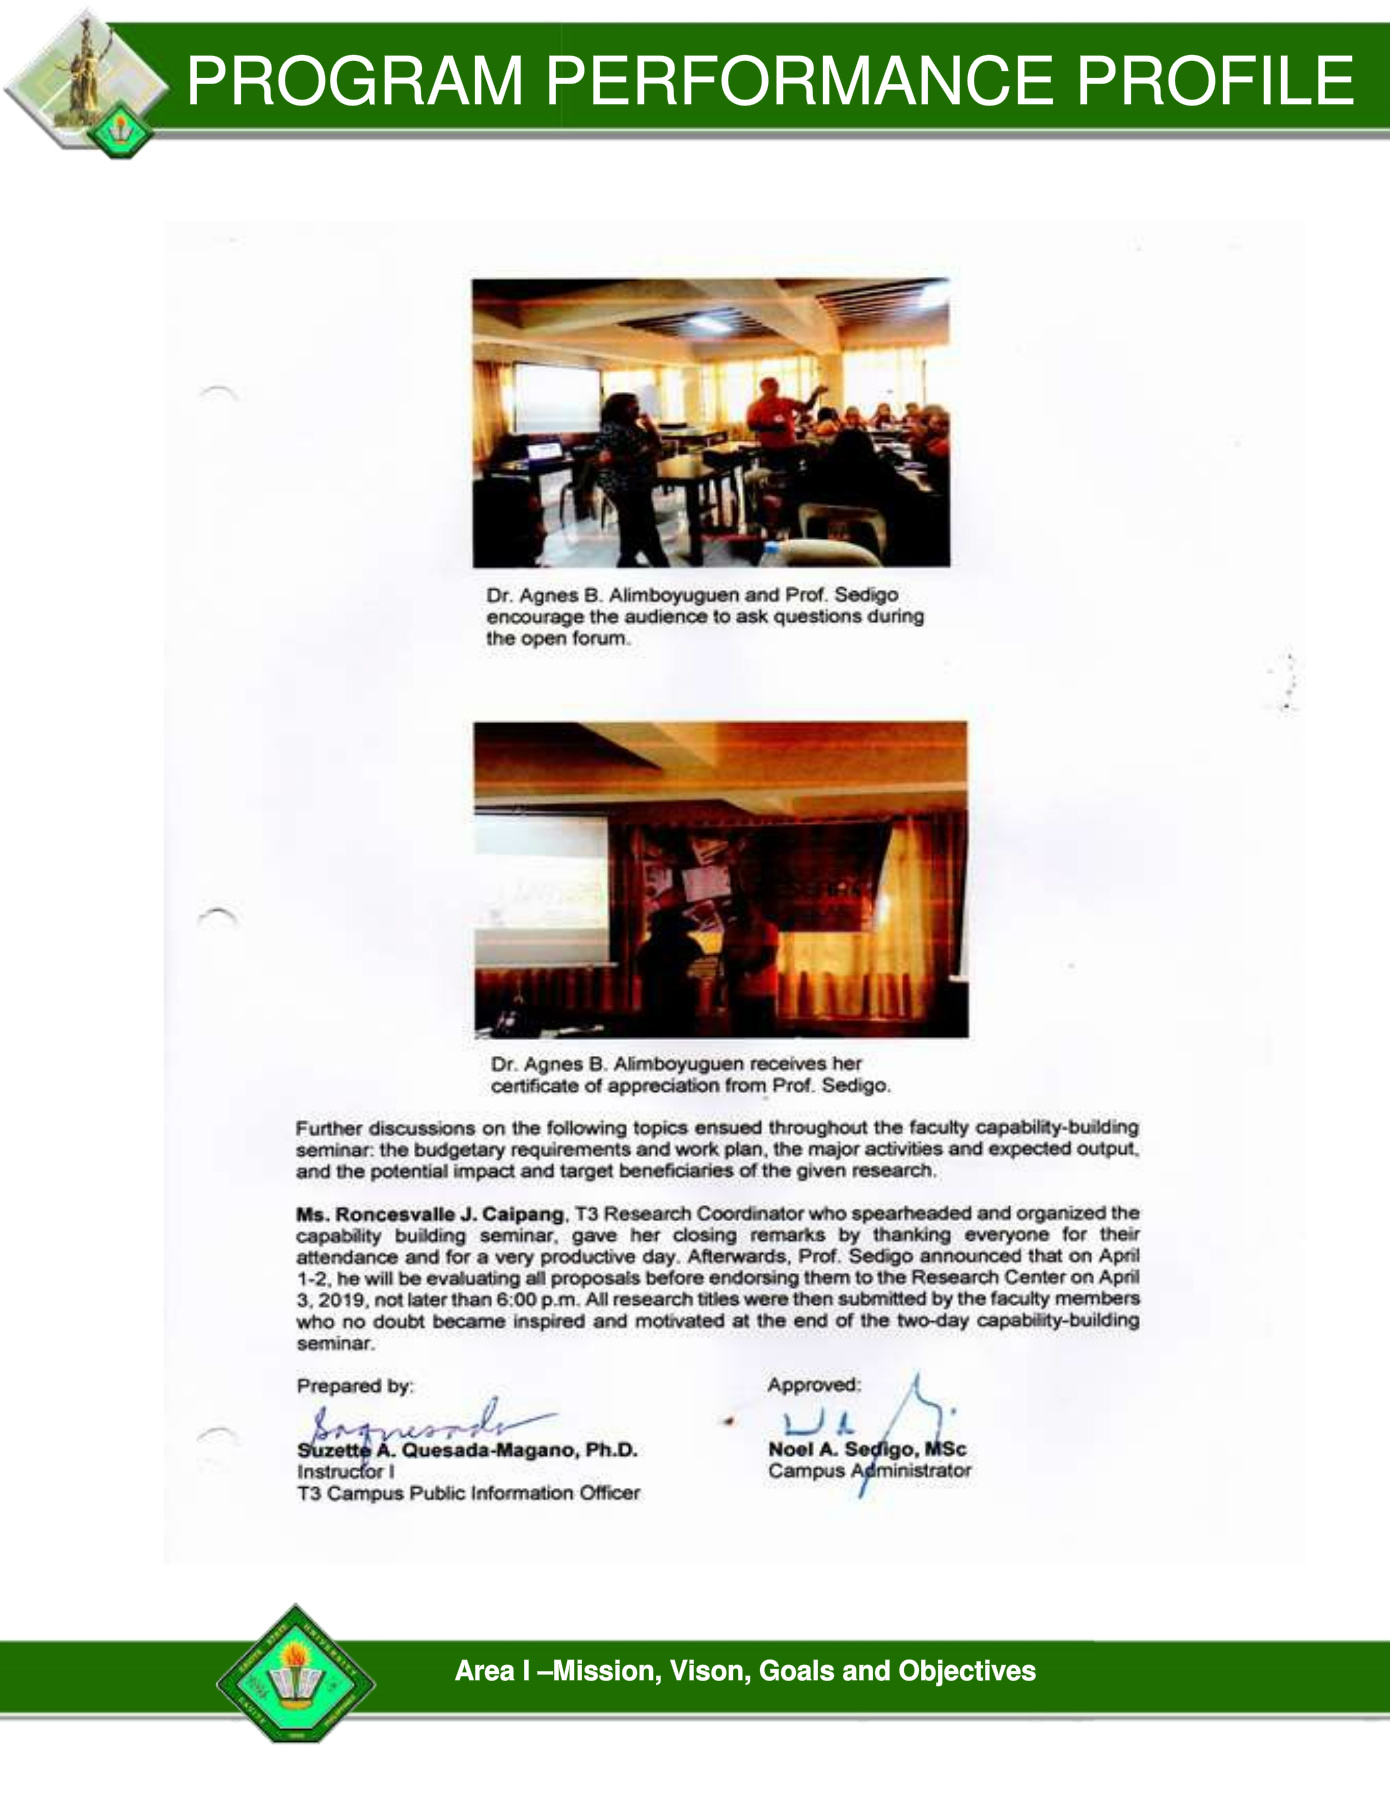 PROGRAM PERFORMANCE PROFILE
Dr. Agnes B. Alimboyuguen and Prof. Sedigo
encourage the audience to ask questions during
the open forum.
Dr. Agnes B. Alimboyuguen receives her
certificate of appreciation from Prof. Sedigo.
Further discussions on the following topics ensued throughout the faculty capability-building
seminar: the budgetary requirements and work plan, the major activities and expected output,
and the potential impact and target beneficiaries of the given research.
Ms. Roncesvalle J. Caipang, T3 Research Coordinator who spearheaded and organized the
capability building seminar, gave her closing remarks by thanking everyone for their
attendance and for a very productive day. Afterwards, Prof. Sedigo announced that on April
1-2, he will be evaluating all proposals before endorsing them to the Research Center on April
3, 2019, not later than 6:00 p.m. All research titles were then submitted by the faculty members
who no doubt became inspired and motivated at the end of the two-day capability-building
seminar.
Prepared by:
Suzette A. Quesada-Magano, Ph.D.
Instructor I
T3 Campus Public Information Officer
Approved:
Noel A. Sedigo, MSc
Campus Administrator
Area I –Mission, Vison, Goals and Objectives